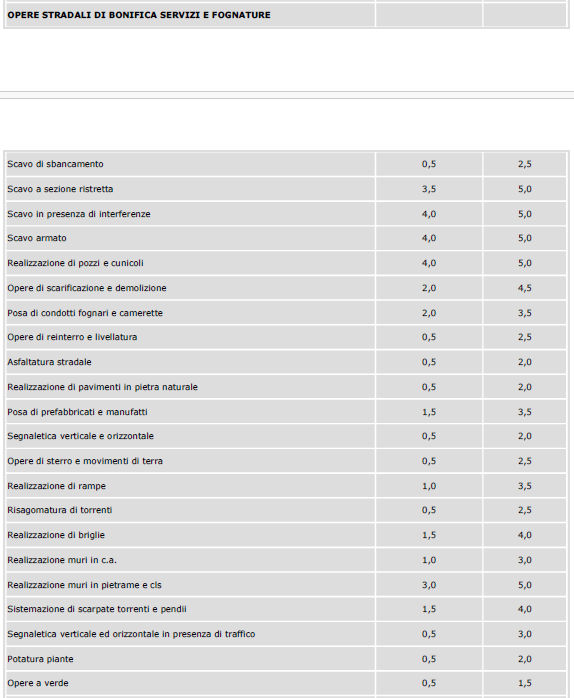 OPERE STRADALI DI BONIFICA SERVIZI E FOGNATURE
Scavo di sbancamento 0,5 2,5
Scavo a sezione ristretta 3,5 5,0
Scavo in presenza di interferenze 4,0 5,0
Scavo armato 4,0 5,0
Realizzazione di pozzi e cunicoli 4,0 5,0
Opere di scarificazione e demolizione 2,0 4,5
Posa di condotti fognari e camerette 2,0 3,5
Opere di reinterro e livellatura 0,5 2,5
Asfaltatura stradale 0,5 2,0
Realizzazione di pavimenti in pietra naturale 0,5 2,0
Posa di prefabbricati e manufatti 1,5 3,5
Segnaletica verticale e orizzontale 0,5 2,0
Opere di sterro e movimenti di terra 0,5 2,5
Realizzazione di rampe 1,0 3,5
Risagomatura di torrenti 0,5 2,5
Realizzazione di briglie 1,5 4,0
Realizzazione muri in c.a. 1,0 3,0
Realizzazione muri in pietrame e cls 3,0 5,0
Sistemazione di scarpate torrenti e pendii 1,5 4,0
Segnaletica verticale ed orizzontale in presenza di traffico 0,5 3,0
Potatura piante 0,5 2,0
Opere a verde 0,5 1,5